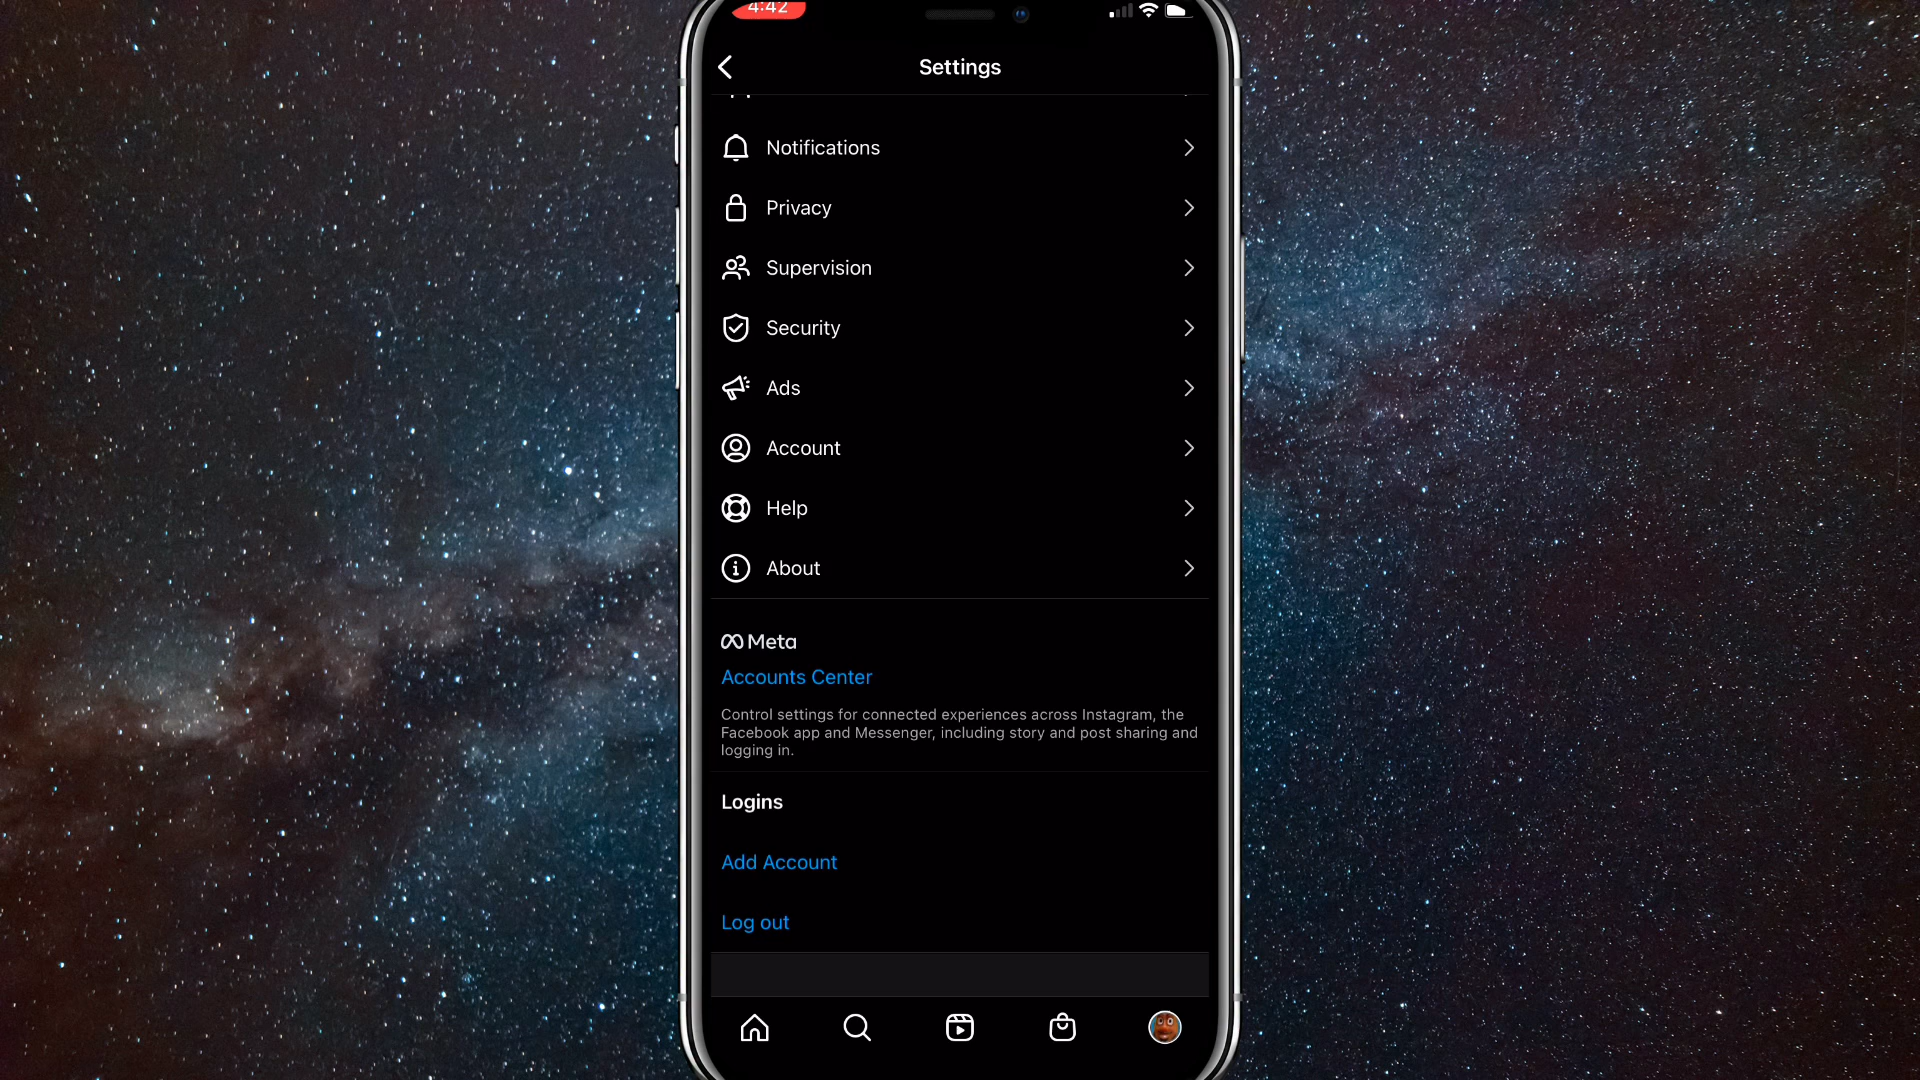 4:42
Settings
Notifications
Privacy
Supervision
Security
Ads
Account
Help
About
Meta
Accounts Center
Control settings for connected experiences across Instagram, the
Facebook app and Messenger, including story and post sharing and
logging in.
Logins
Add Account
Log out